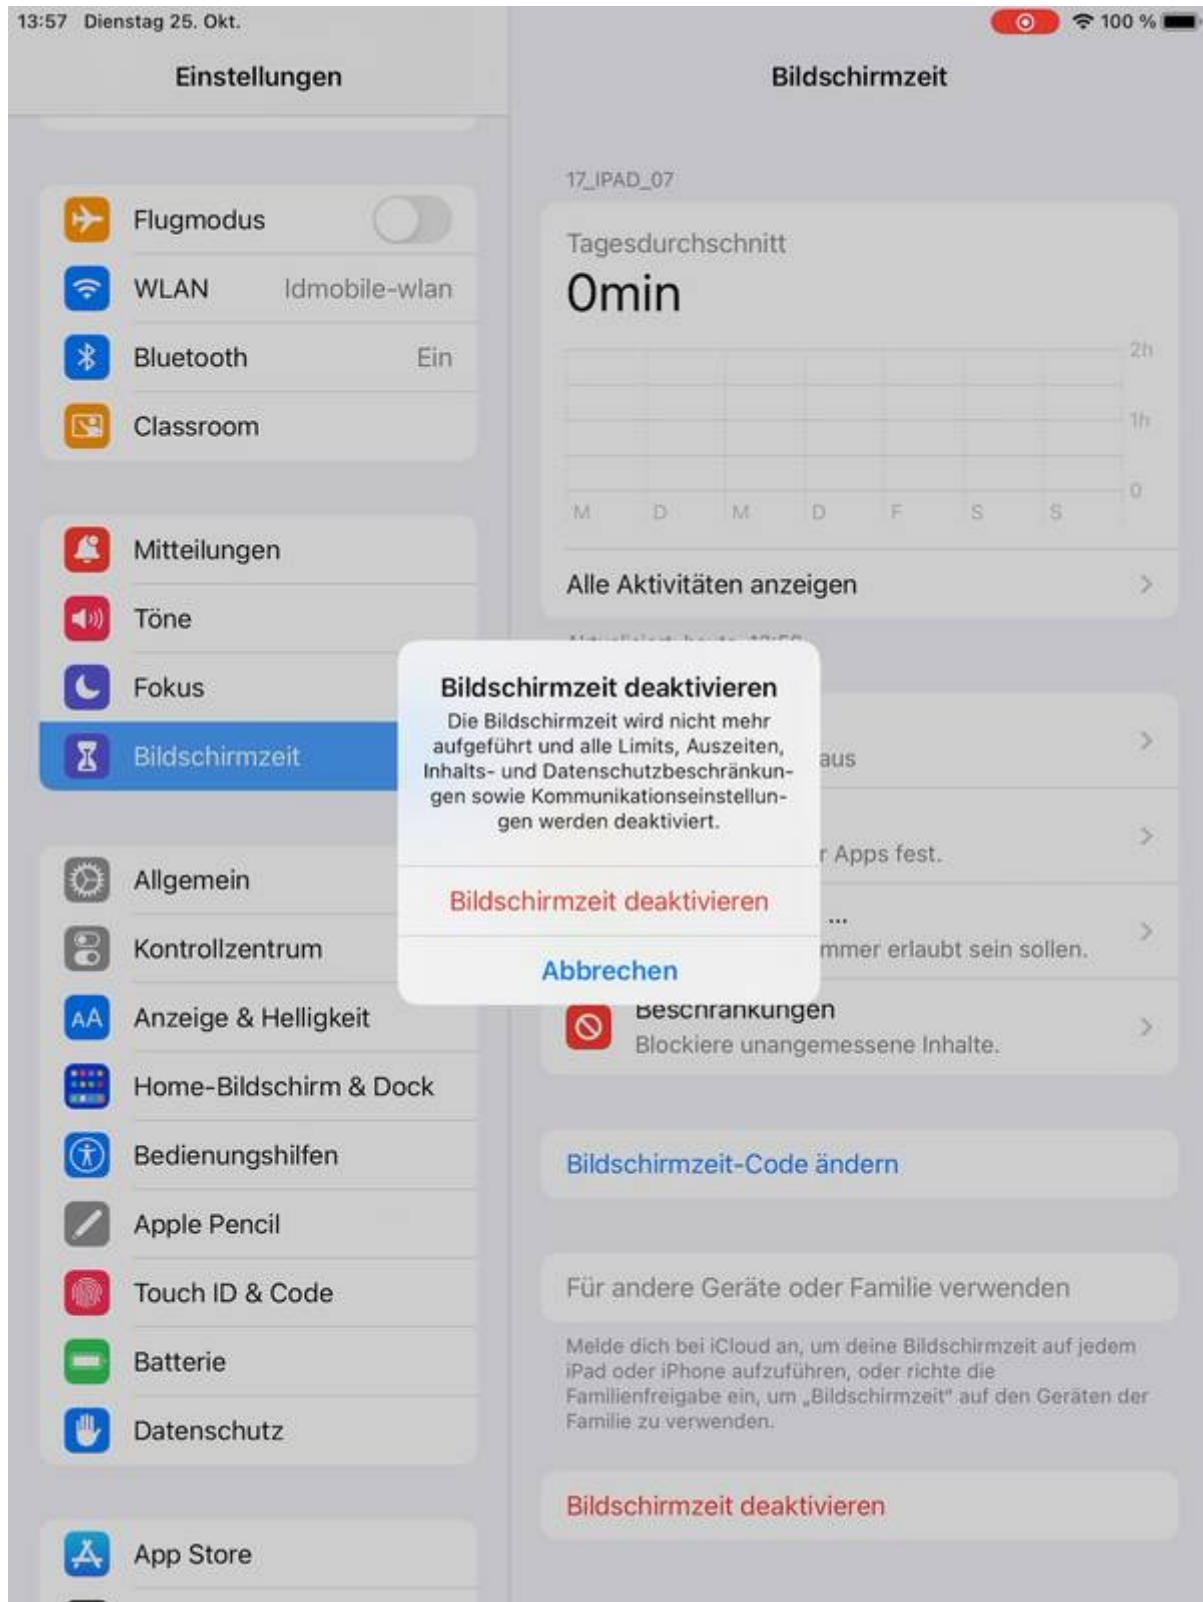 13:57 Dienstag 25. Okt.
100 %
Einstellungen
Flugmodus
WLAN ldmobile-wlan
Bluetooth Ein
Classroom
Mitteilungen
Töne
Fokus
Bildschirmzeit
Allgemein
Kontrollzentrum
AA Anzeige & Helligkeit
Home-Bildschirm & Dock
Bedienungshilfen
Apple Pencil
Touch ID & Code
Batterie
Datenschutz
App Store
Bildschirmzeit
17_IPAD_07
Tagesdurchschnitt
0min
2h
1h
0
M D M D F S S
Alle Aktivitäten anzeigen
Bildschirmzeit deaktivieren
Die Bildschirmzeit wird nicht mehr
aufgeführt und alle Limits, Auszeiten,
Inhalts- und Datenschutzbeschränkun-
gen sowie Kommunikationseinstellun-
gen werden deaktiviert.
Bildschirmzeit deaktivieren
Abbrechen
aus
Apps fest.
...
erlaubt sein sollen.
Beschränkungen
Blockiere unangemessene Inhalte.
Bildschirmzeit-Code ändern
Für andere Geräte oder Familie verwenden
Melde dich bei iCloud an, um deine Bildschirmzeit auf jedem
iPad oder iPhone aufzuführen, oder richte die
Familienfreigabe ein, um „Bildschirmzeit" auf den Geräten der
Familie zu verwenden.
Bildschirmzeit deaktivieren